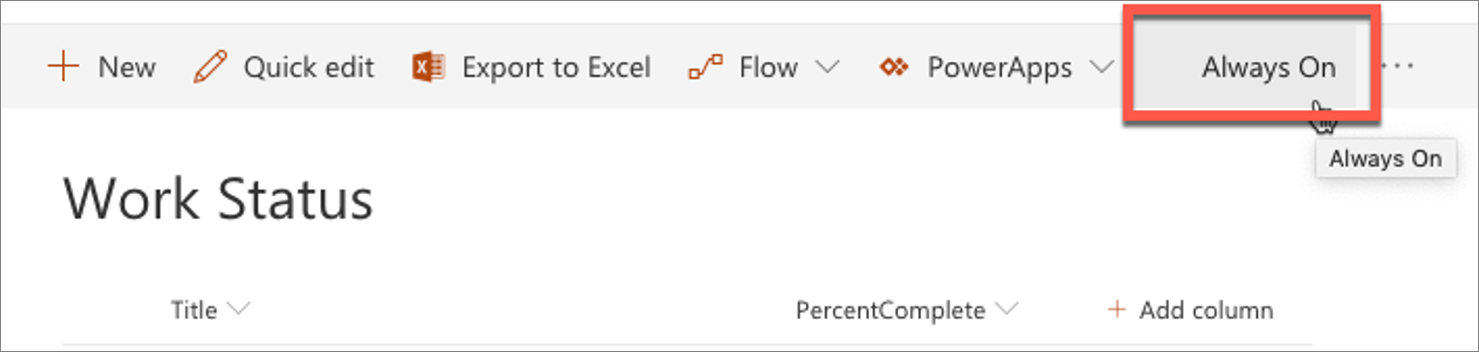 New Quick edit Export to Excel Flow PowerApps Always On ...
Always On
Work Status
Title PercentComplete + Add column